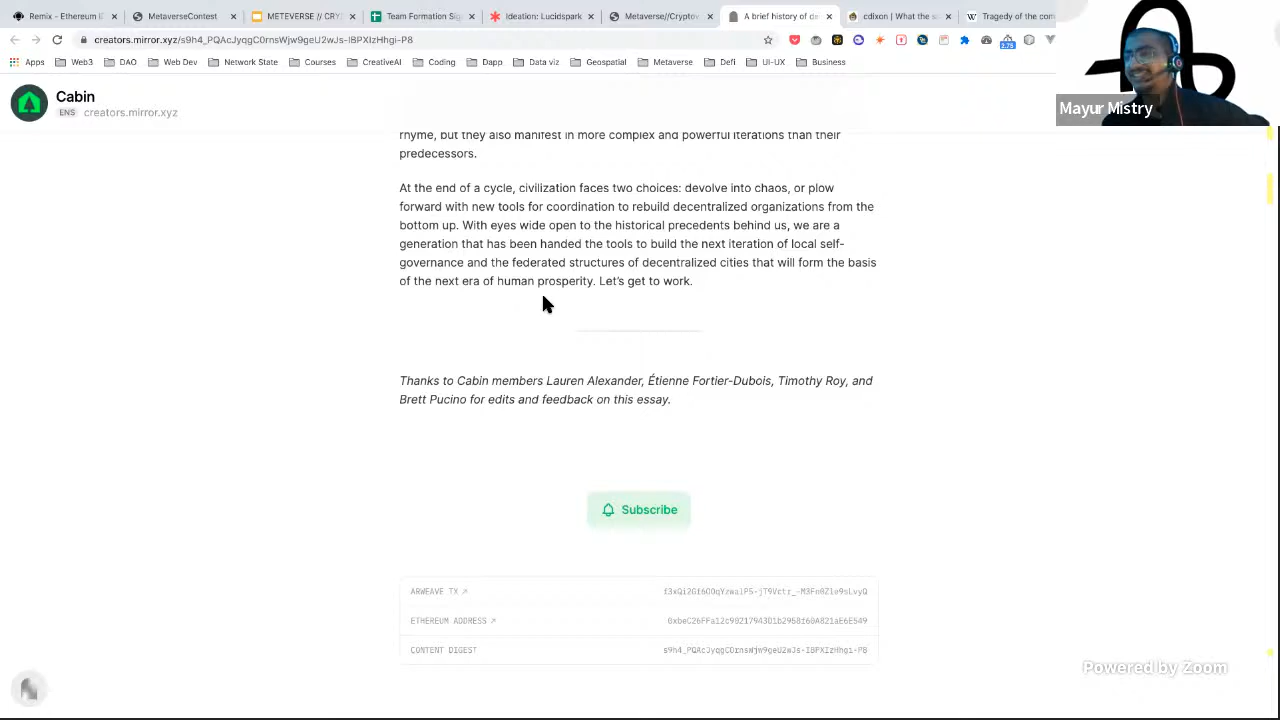 Remix - Ethereum ID
MetaverseContest
METEVERSE // CRY
Team Formation Sig
Ideation: Lucidspark
Metaverse//Cryptov
A brief history of de
cdixon | What the s
Tragedy of the com
creators.mirror.xyz/s9h4_PQAcJyqgCOrnsWjw9geU2wJs-IBPXIzHhgi-P8
2.75
Apps
Web3
DAO
Web Dev
Network State
Courses
CreativeAI
Coding
Dapp
Data viz
Geospatial
Metaverse
Defi
UI-UX
Business
Mayur Mistry
Cabin
ENS creators.mirror.xyz
rhyme, but they also manifest in more complex and powerful iterations than their
predecessors.
At the end of a cycle, civilization faces two choices: devolve into chaos, or plow
forward with new tools for coordination to rebuild decentralized organizations from the
bottom up. With eyes wide open to the historical precedents behind us, we are a
generation that has been handed the tools to build the next iteration of local self-
governance and the federated structures of decentralized cities that will form the basis
of the next era of human prosperity. Let's get to work.
Thanks to Cabin members Lauren Alexander, Étienne Fortier-Dubois, Timothy Roy, and
Brett Pucino for edits and feedback on this essay.
Subscribe
ARWEAVE TX
ETHEREUM ADDRESS
CONTENT DIGEST
Powered by Zoom